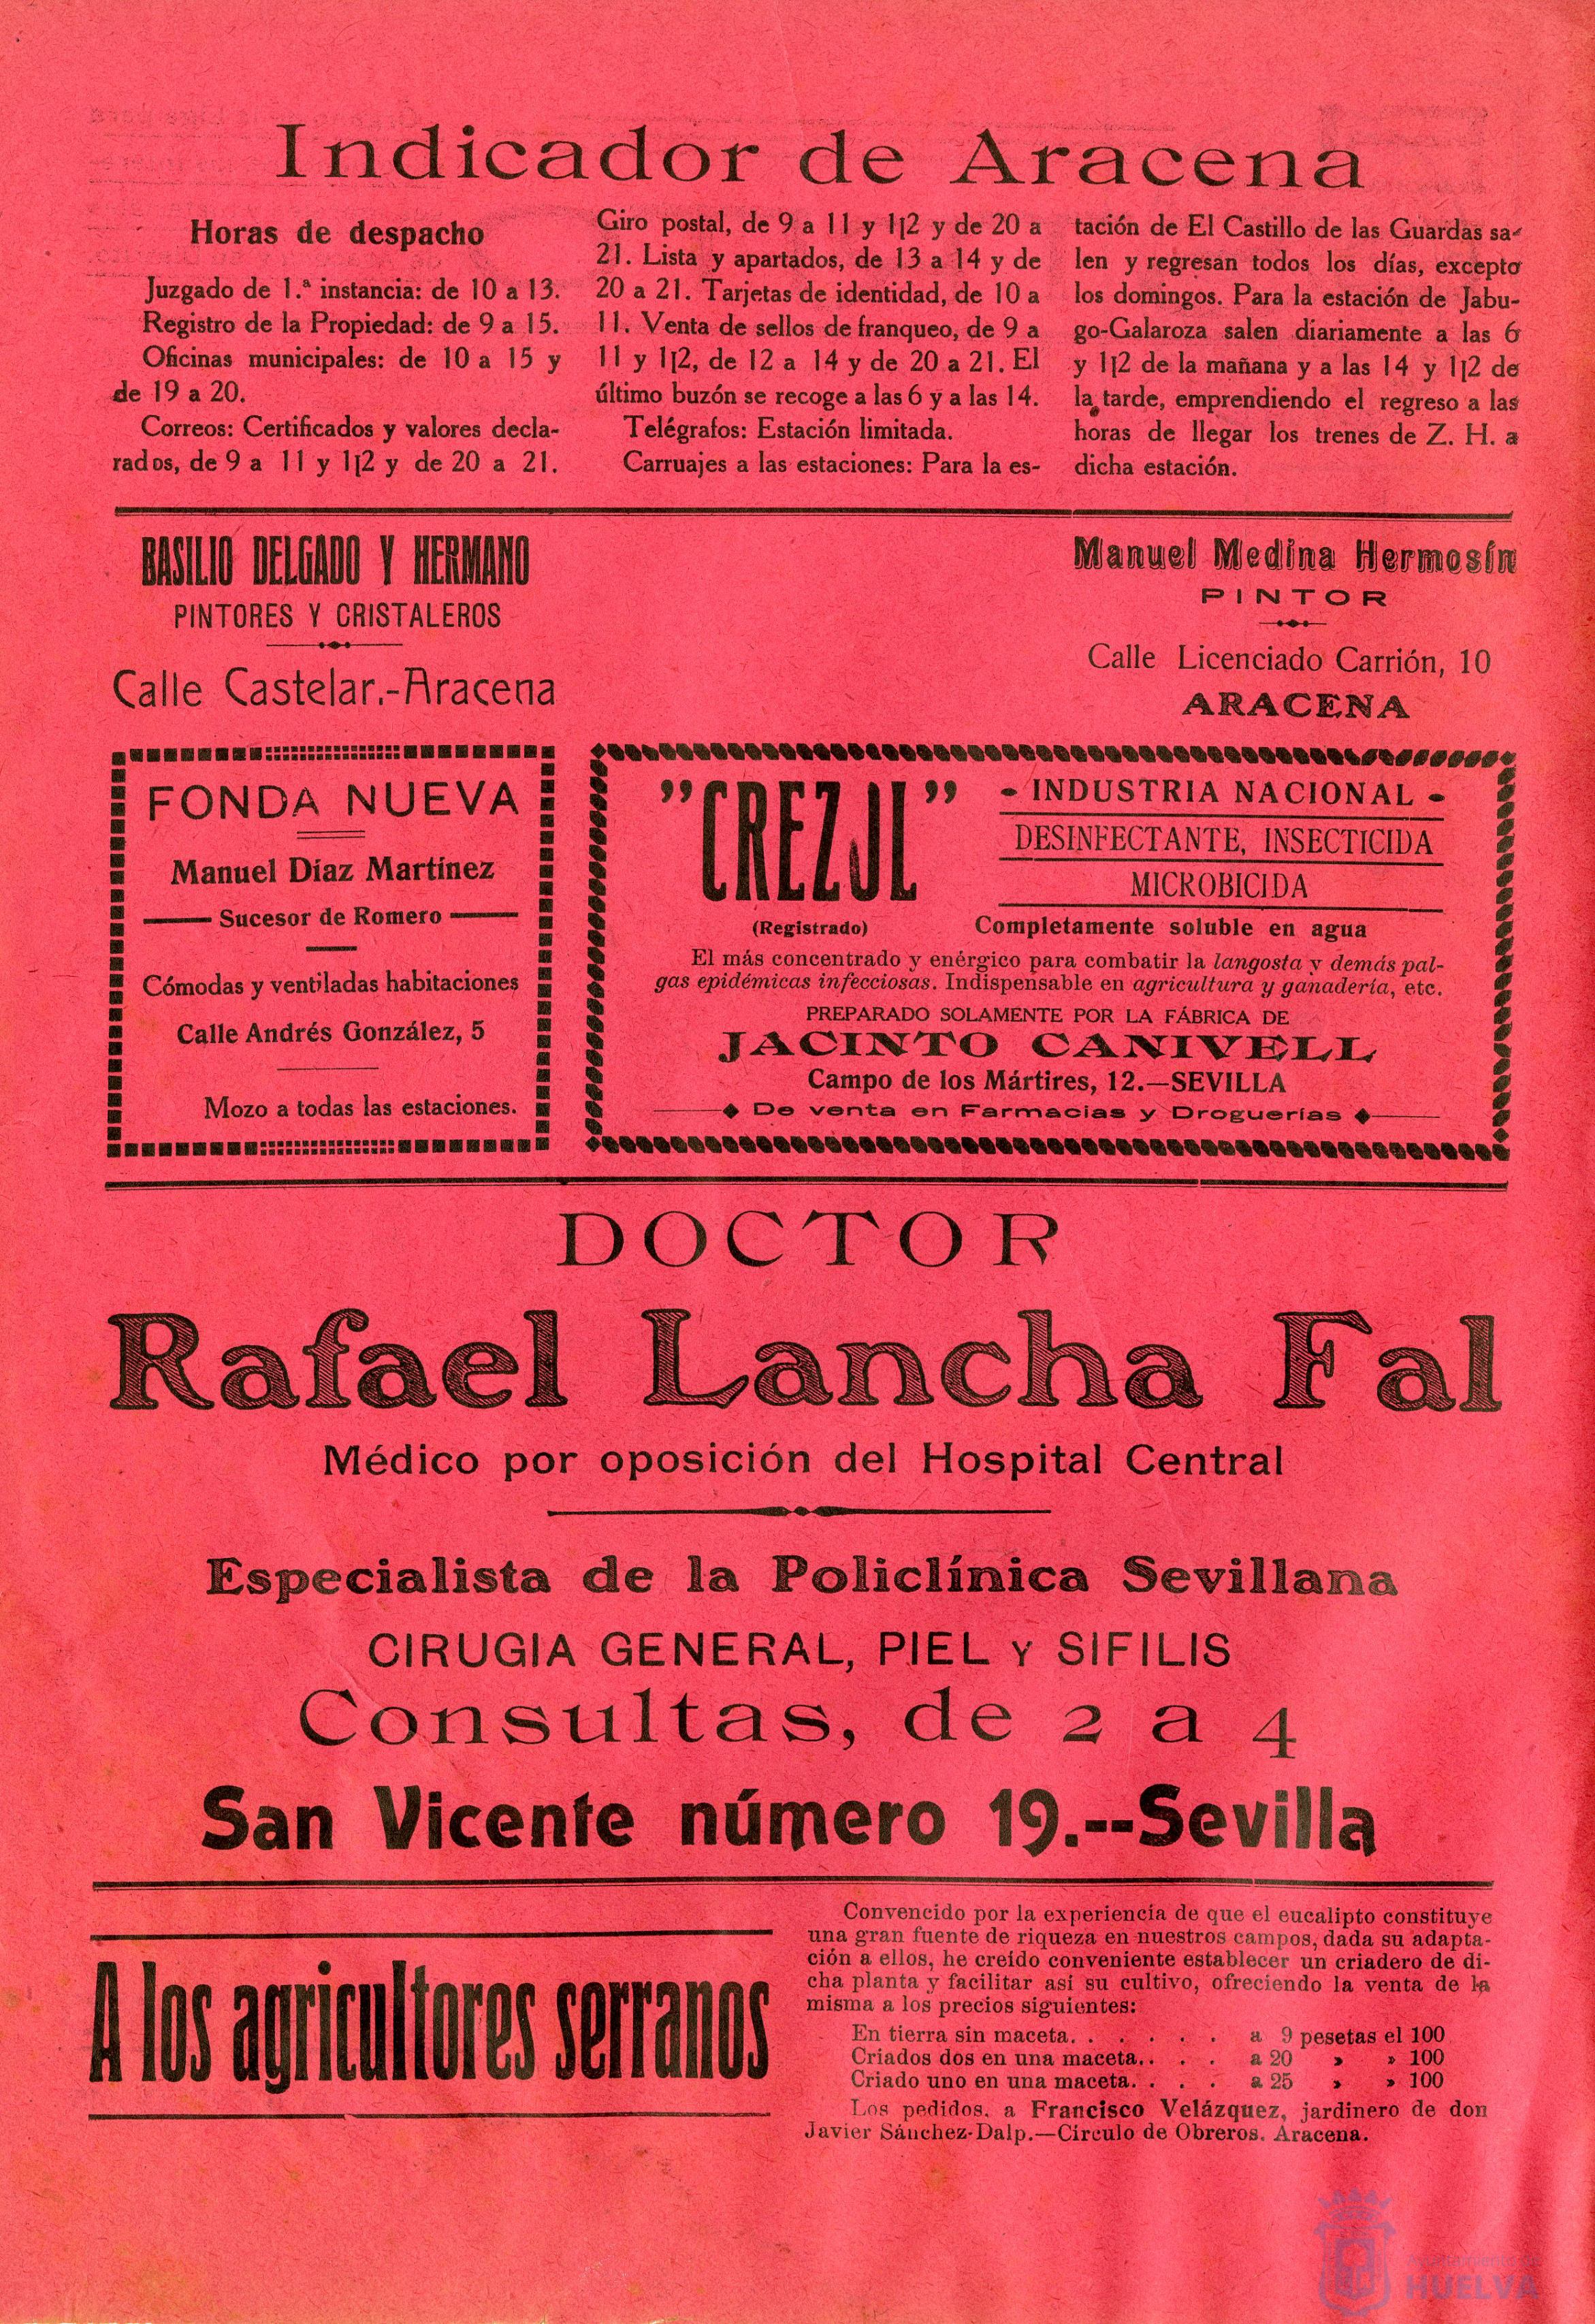 Indicador de Aracena
Horas de despacho
Juzgado de 1.ª instancia: de 10 a 13.
Registro de la Propiedad: de 9 a 15.
Oficinas municipales: de 10 a 15 y
de 19 a 20.
Correos: Certificados y valores decla-
rados, de 9 a 11 y 1¡2 y de 20 a 21.
Giro postal, de 9 a 11 y 1¡2 y de 20 a
21. Lista y apartados, de 13 a 14 y de
20 a 21. Tarjetas de identidad, de 10 a
11. Venta de sellos de franqueo, de 9 a
11 y 1¡2, de 12 a 14 y de 20 a 21. El
último buzón se recoge a las 6 y a las 14.
Telégrafos: Estación limitada.
Carruajes a las estaciones: Para la es-
tación de El Castillo de las Guardas sa-
len y regresan todos los días, excepto
los domingos. Para la estación de Jabu-
go-Galaroza salen diariamente a las 6
y 1¡2 de la mañana y a las 14 y 1¡2 de
la tarde, emprendiendo el regreso a las
horas de llegar los trenes de Z. H. a
dicha estación.
BASILIO DELGADO Y HERMANO
PINTORES Y CRISTALEROS
Calle Castelar.-Aracena
Manuel Medina Hermosín
PINTOR
Calle Licenciado Carrión, 10
ARACENA
FONDA NUEVA
Manuel Díaz Martínez
Sucesor de Romero
Cómodas y ventiladas habitaciones
Calle Andrés González, 5
Mozo a todas las estaciones.
"CREZJL"
(Registrado)
- INDUSTRIA NACIONAL -
DESINFECTANTE, INSECTICIDA
MICROBICIDA
Completamente soluble en agua
El más concentrado y enérgico para combatir la langosta y demás pal-
gas epidémicas infecciosas. Indispensable en agricultura y ganadería, etc.
PREPARADO SOLAMENTE POR LA FÁBRICA DE
JACINTO CANIVELL
Campo de los Mártires, 12.—SEVILLA
De venta en Farmacias y Droguerías
DOCTOR
Rafael Lancha Fal
Médico por oposición del Hospital Central
Especialista de la Policlínica Sevillana
CIRUGIA GENERAL, PIEL Y SIFILIS
Consultas, de 2 a 4
San Vicente número 19.--Sevilla
A los agricultores serranos
Convencido por la experiencia de que el eucalipto constituye
una gran fuente de riqueza en nuestros campos, dada su adapta-
ción a ellos, he creído conveniente establecer un criadero de di-
cha planta y facilitar así su cultivo, ofreciendo la venta de la
misma a los precios siguientes:
En tierra sin maceta. . . . . . . a 9 pesetas el 100
Criados dos en una maceta. . . . a 20 » » 100
Criado uno en una maceta. . . . a 25 » » 100
Los pedidos, a Francisco Velázquez, jardinero de don
Javier Sánchez-Dalp.—Círculo de Obreros. Aracena.
HUELVA